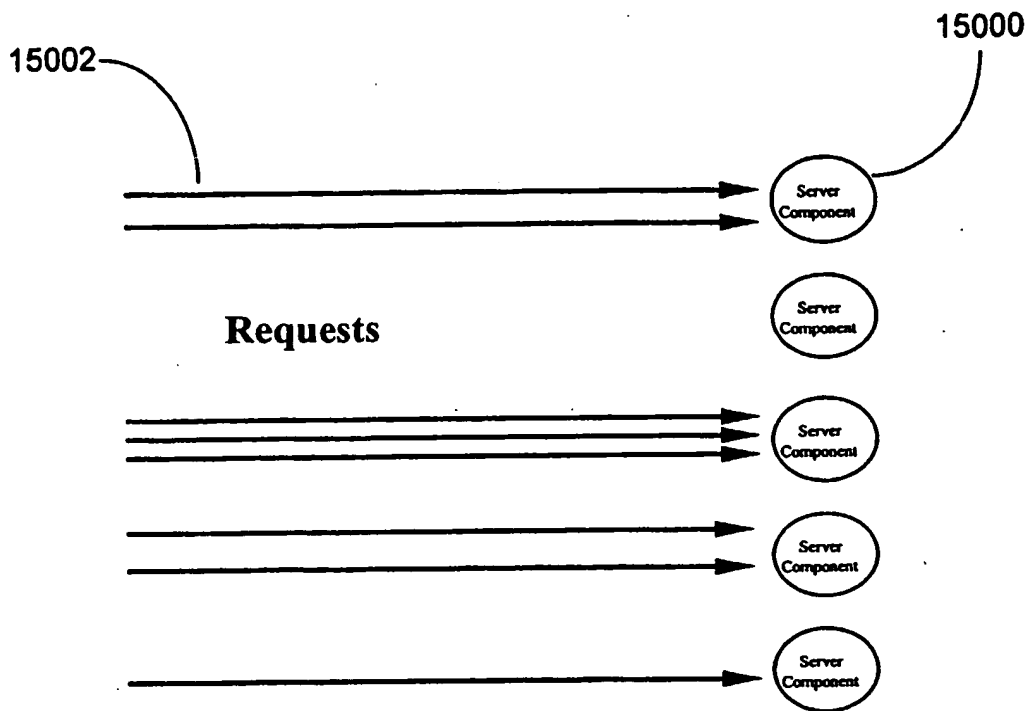 15000
15002
Server
Component
Server
Component
Requests
Server
Component
Server
Component
Server
Component